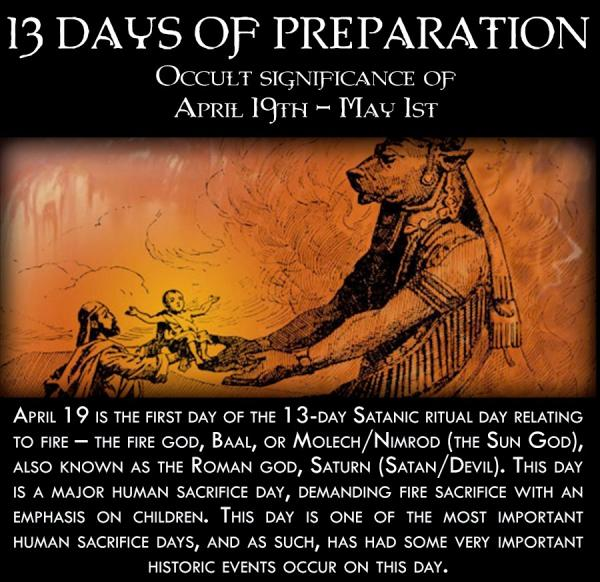 13 DAYS OF PREPARATION
OCCULT SIGNIFICANCE OF
APRIL 19TH – MAY 1ST
APRIL 19 IS THE FIRST DAY OF THE 13-DAY SATANIC RITUAL DAY RELATING
TO FIRE – THE FIRE GOD, BAAL, OR MOLECH/NIMROD (THE SUN GOD),
ALSO KNOWN AS THE ROMAN GOD, SATURN (SATAN/DEVIL). THIS DAY
IS A MAJOR HUMAN SACRIFICE DAY, DEMANDING FIRE SACRIFICE WITH AN
EMPHASIS ON CHILDREN. THIS DAY IS ONE OF THE MOST IMPORTANT
HUMAN SACRIFICE DAYS, AND AS SUCH, HAS HAD SOME VERY IMPORTANT
HISTORIC EVENTS OCCUR ON THIS DAY.